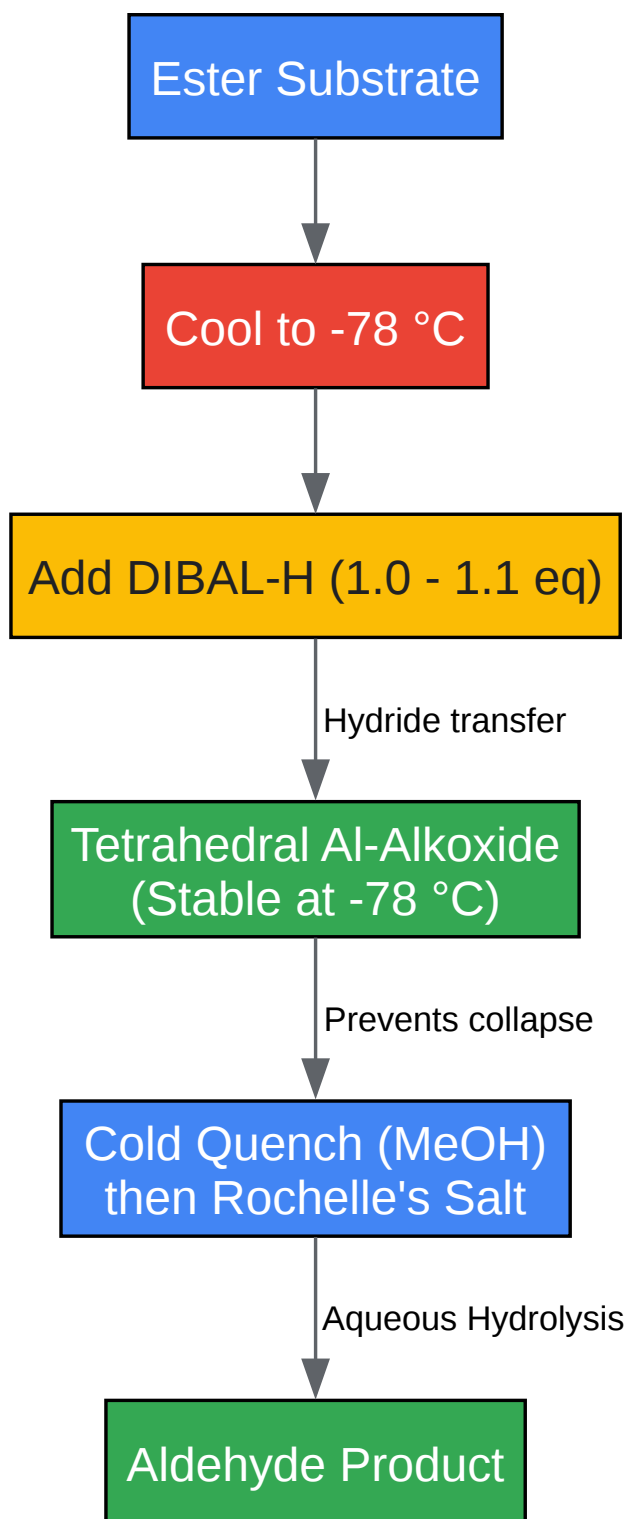 Ester Substrate
Cool to -78 °C
Add DIBAL-H (1.0 - 1.1 eq)
Hydride transfer
Tetrahedral Al-Alkoxide
(Stable at -78 °C)
Prevents collapse
Cold Quench (MeOH)
then Rochelle's Salt
Aqueous Hydrolysis
Aldehyde Product